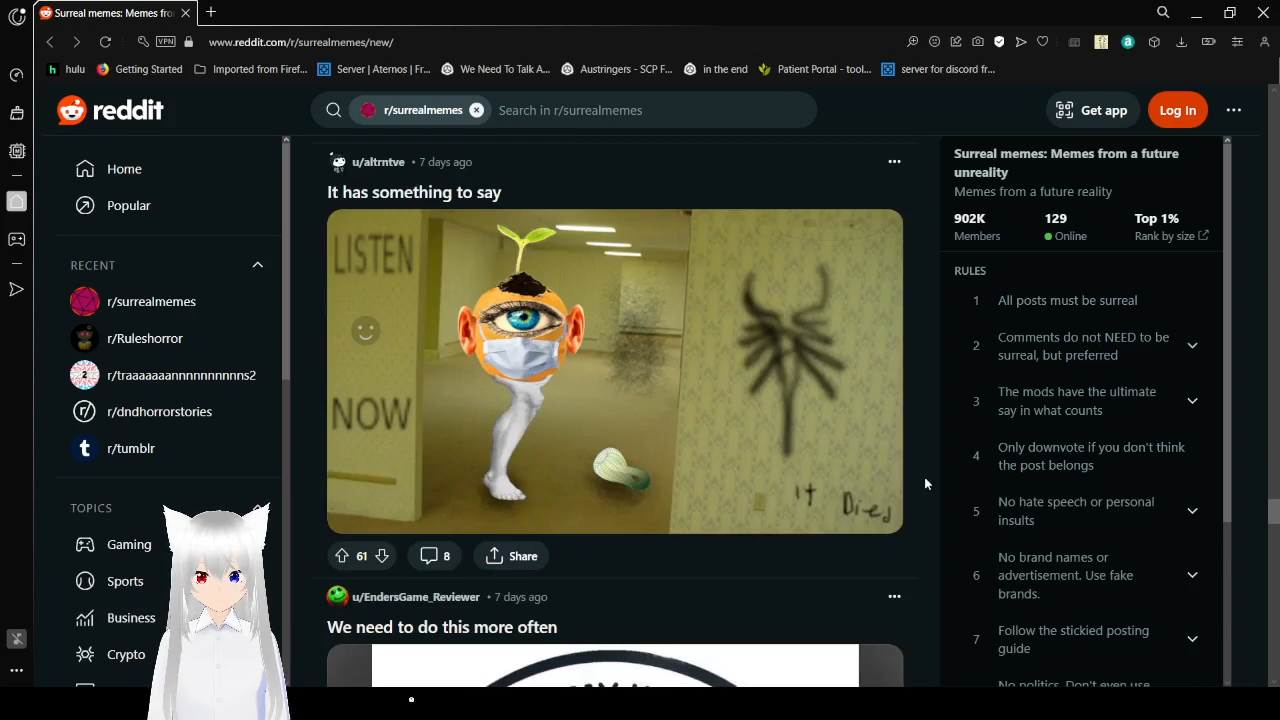 Surreal memes: Memes fro
VPN
www.reddit.com/r/surrealmemes/new/
hulu
Getting Started
Imported from Firef...
Server | Aternos | Fr...
We Need To Talk A...
Austringers - SCP F...
in the end
Patient Portal - tool...
server for discord fr...
reddit
r/surrealmemes
Search in r/surrealmemes
Get app
Log In
Home
Popular
RECENT
r/surrealmemes
r/Ruleshorror
r/traaaaaaannnnnnnnnns2
r/dndhorrorstories
r/tumblr
TOPICS
Gaming
Sports
Business
Crypto
u/altrntve • 7 days ago
It has something to say
LISTEN
NOW
It Died
61
8
Share
u/EndersGame_Reviewer • 7 days ago
We need to do this more often
Surreal memes: Memes from a future
unreality
Memes from a future reality
902K 129 Top 1%
Members Online Rank by size
RULES
1 All posts must be surreal
2 Comments do not NEED to be
surreal, but preferred
3 The mods have the ultimate
say in what counts
4 Only downvote if you don't think
the post belongs
5 No hate speech or personal
insults
6 No brand names or
advertisement. Use fake
brands.
7 Follow the stickied posting
guide
No politics. Don't even use